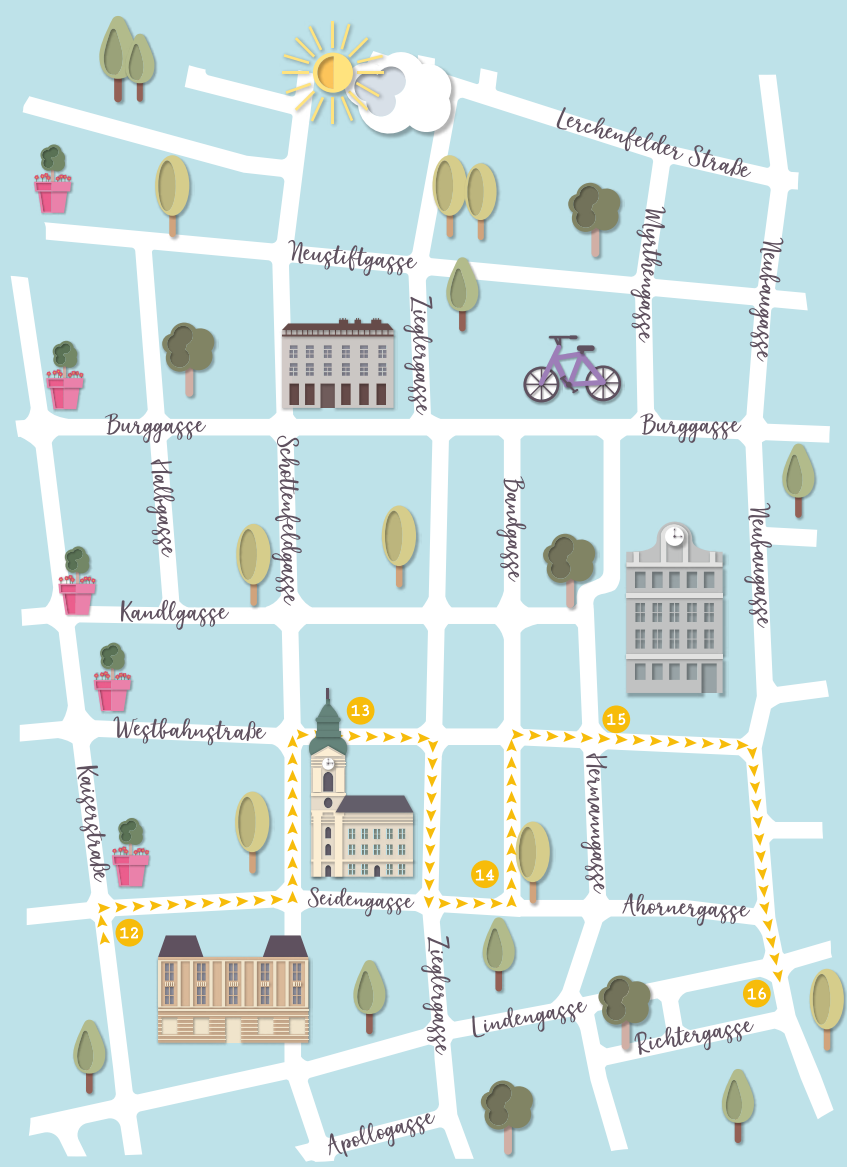 Lerchenfelder Straße
Myrthengasse
Neubaugasse
Neustiftgasse
Zieglergasse
Burggasse
Burggasse
Halbgasse
Schottenfeldgasse
Bandgasse
Neubaugasse
Kandlgasse
13
15
Westbahnstraße
Kaiserstraße
Hermanngasse
14
Seidengasse
Ahornergasse
12
Zieglergasse
16
Lindengasse
Richtergasse
Apollogasse